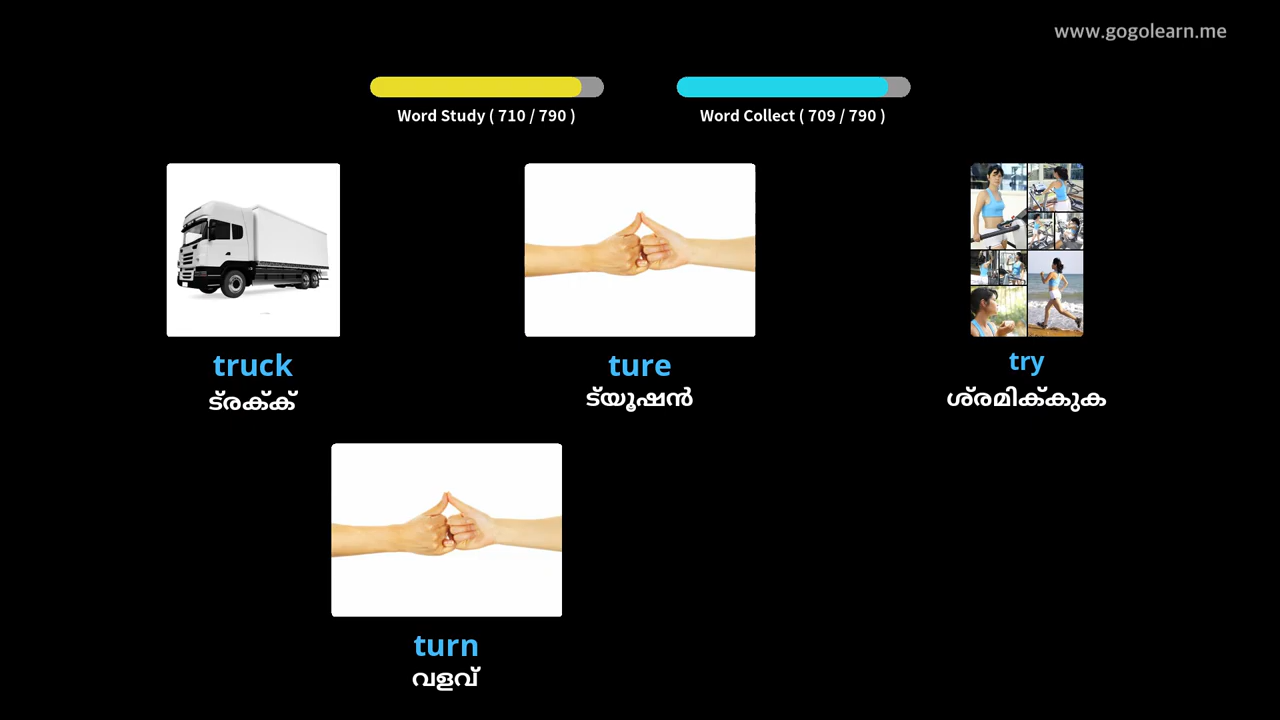 www.gogolearn.me
Word Study ( 710 / 790 )
Word Collect ( 709 / 790 )
truck
ട്രക്ക്
ture
ട്യൂഷൻ
try
ശ്രമിക്കുക
turn
വളവ്